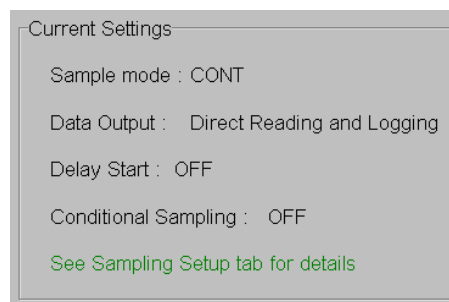 Current Settings
Sample mode : CONT
Data Output : Direct Reading and Logging
Delay Start : OFF
Conditional Sampling : OFF
See Sampling Setup tab for details